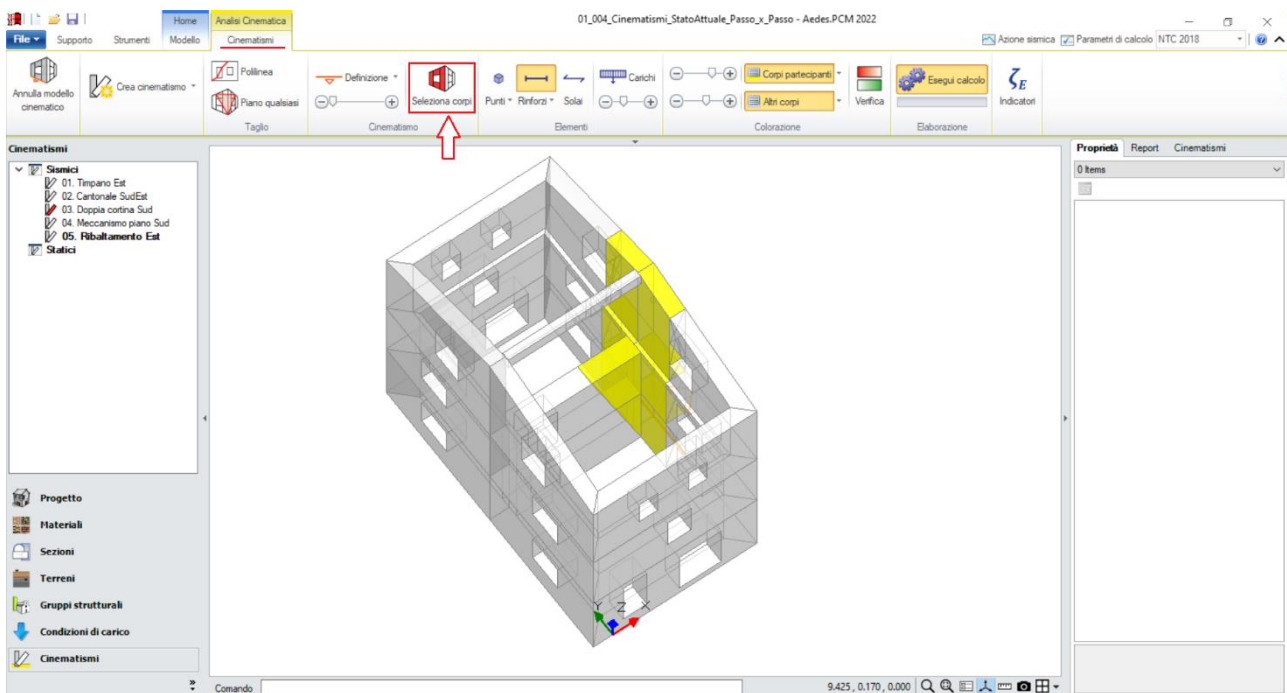 Home
Analisi Cinematica
01_004_Cinematismi_StatoAttuale_Passo_x_Passo - Aedes.PCM 2022
File
Supporto
Strumenti
Modello
Cinematismi
Azione sismica
Parametri di calcolo
NTC 2018
Annulla modello
cinematico
Crea cinematismo
Polilinea
Piano qualsiasi
Taglio
Definizione
Seleziona corpi
Cinematismo
Punti
Rinforzi
Solai
Carichi
Elementi
Corpi partecipanti
Altri corpi
Verifica
Colorazione
Esegui calcolo
Elaborazione
ζE
Indicatori
Cinematismi
Sismici
01. Timpano Est
02. Cantonale SudEst
03. Doppia cortina Sud
04. Meccanismo piano Sud
05. Ribaltamento Est
Statici
Progetto
Materiali
Sezioni
Terreni
Gruppi strutturali
Condizioni di carico
Cinematismi
Y Z X
Proprietà
Report
Cinematismi
0 Items
Comando
9.425 , 0.170 , 0.000